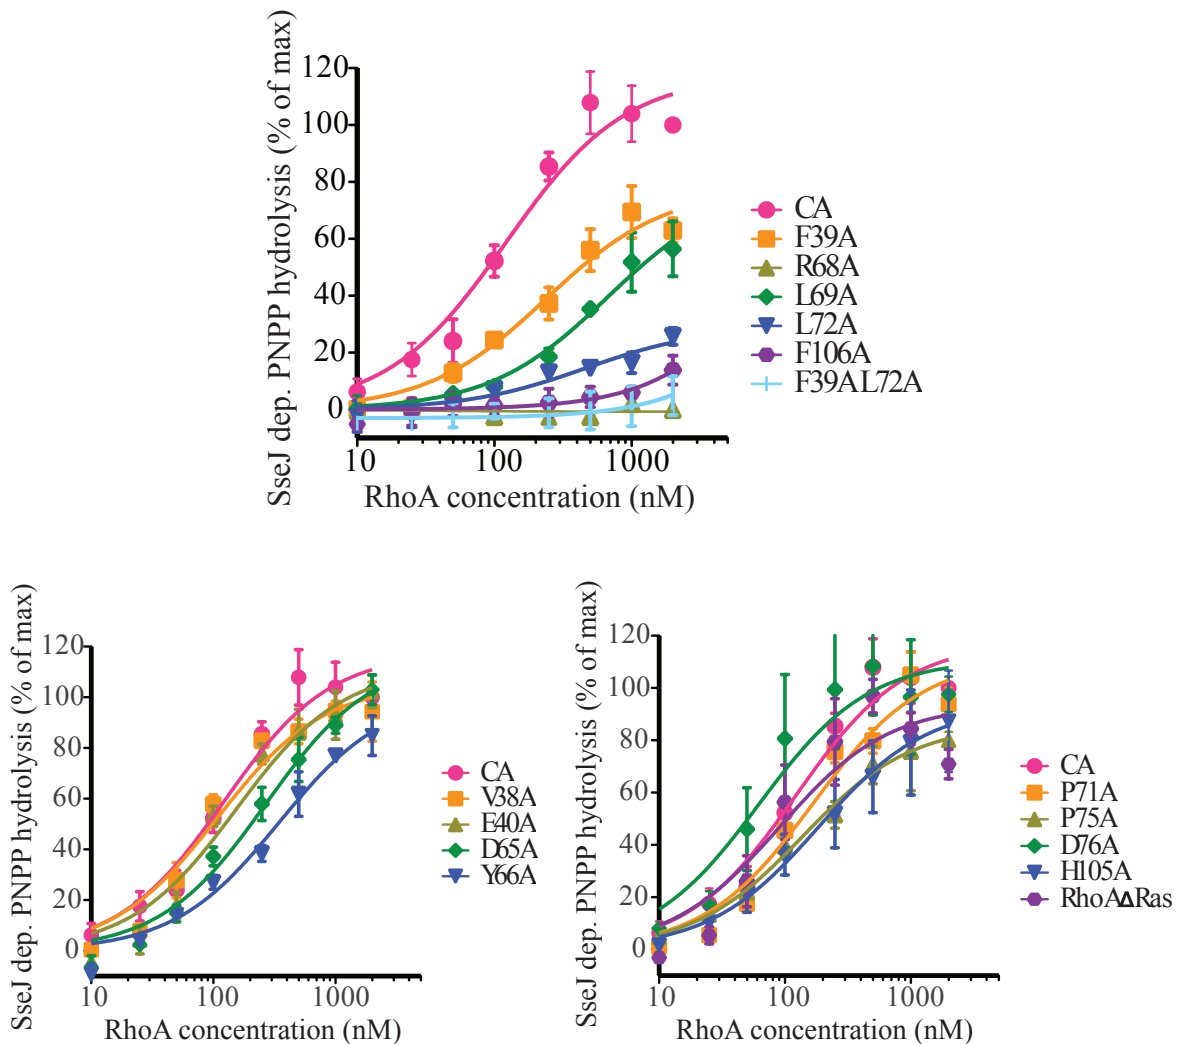 SseJ dep. PNPP hydrolysis (% of max)
120
100
80
60
40
20
0
10 100 1000
RhoA concentration (nM)
CA
F39A
R68A
L69A
L72A
F106A
F39A L72A
SseJ dep. PNPP hydrolysis (% of max)
120
100
80
60
40
20
0
10 100 1000
RhoA concentration (nM)
CA
V38A
E40A
D65A
Y66A
SseJ dep. PNPP hydrolysis (% of max)
120
100
80
60
40
20
0
10 100 1000
RhoA concentration (nM)
CA
P71A
P75A
D76A
H105A
RhoAΔRas